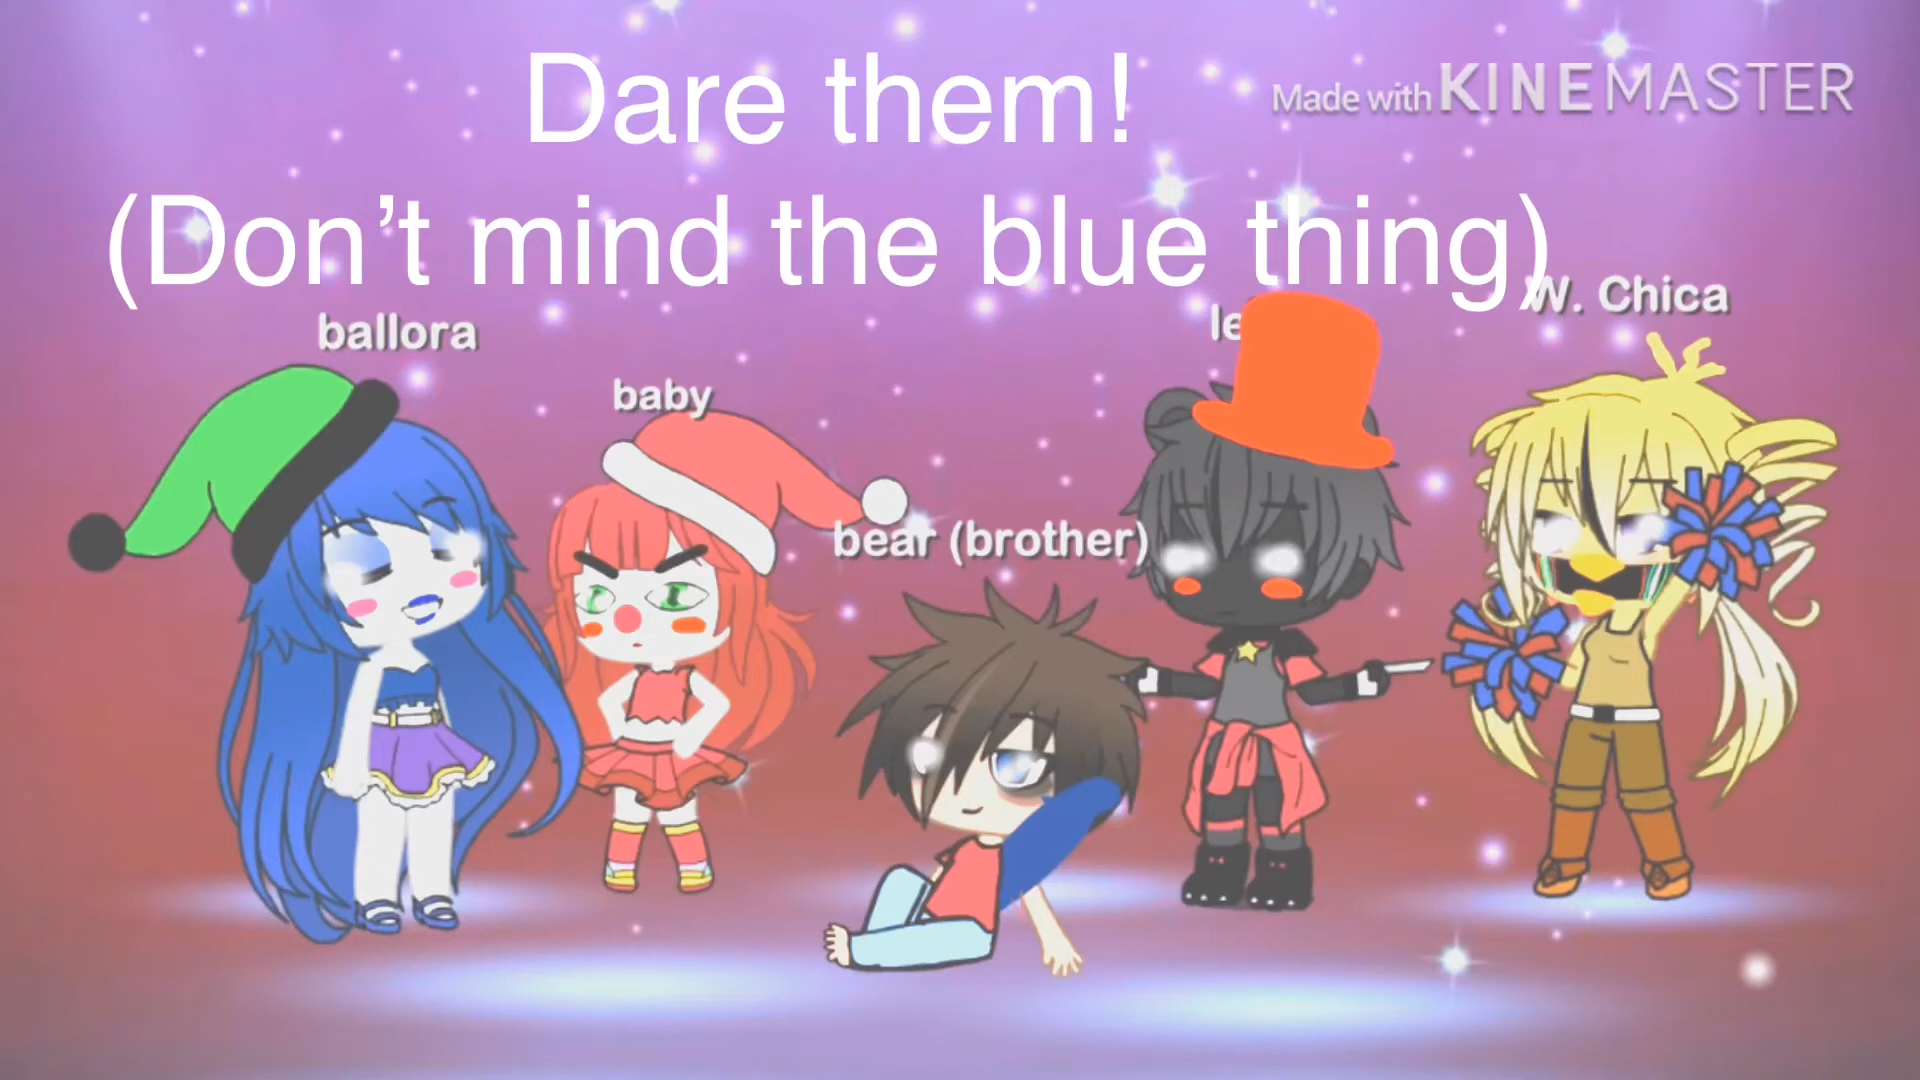 Dare them!
Made with KINEMASTER
(Don’t mind the blue thing)
W. Chica
ballora
baby
bear (brother)